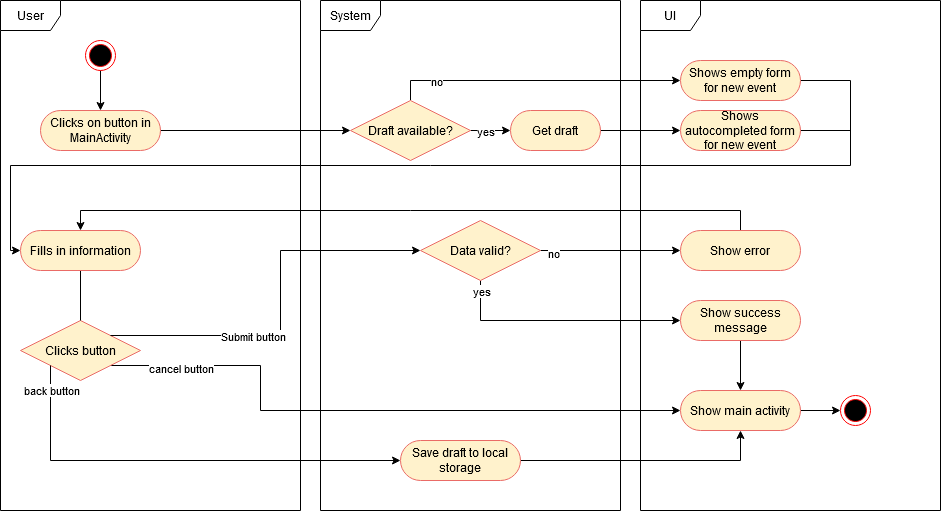 User
System
UI
Shows empty form
for new event
no
Clicks on button in
MainActivity
Draft available?
yes
Get draft
Shows
autocompleted form
for new event
Fills in information
Data valid?
no
Show error
yes
Show success
message
Submit button
Clicks button
cancel button
back button
Show main activity
Save draft to local
storage